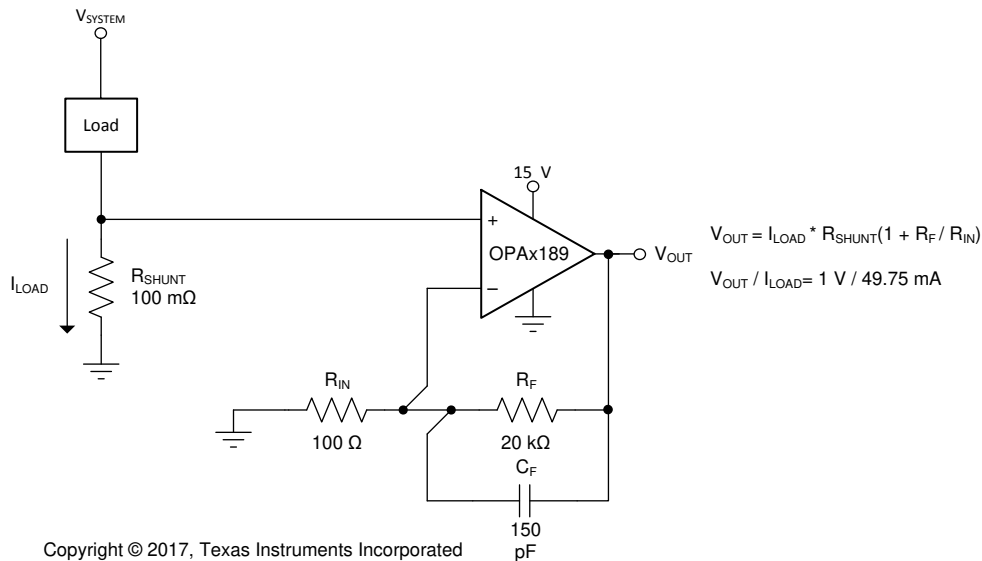 VSYSTEM
Load
15 V
+
OPAx189
−
VOUT
VOUT = ILOAD * RSHUNT(1 + RF / RIN)
VOUT / ILOAD= 1 V / 49.75 mA
ILOAD
RSHUNT
100 mΩ
RIN
100 Ω
RF
20 kΩ
CF
150
pF
Copyright © 2017, Texas Instruments Incorporated